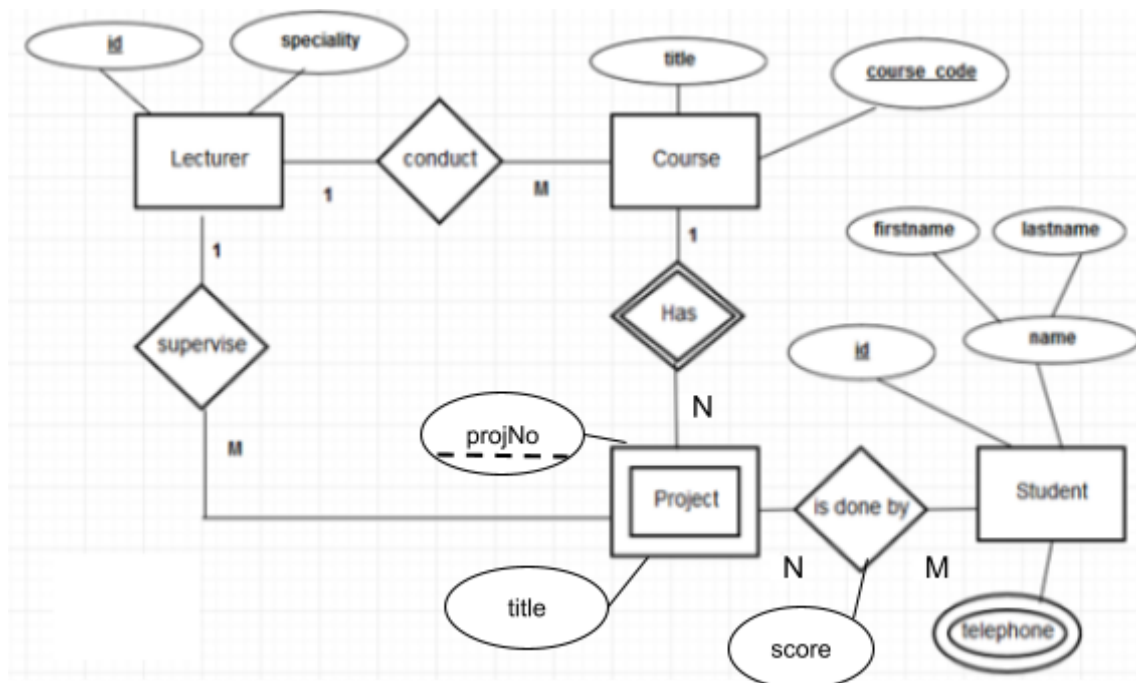 id
speciality
title
course_code
Lecturer
conduct
Course
1
M
firstname
lastname
1
1
Has
supervise
id
name
N
projNo
M
Project
is done by
Student
N
M
title
score
telephone